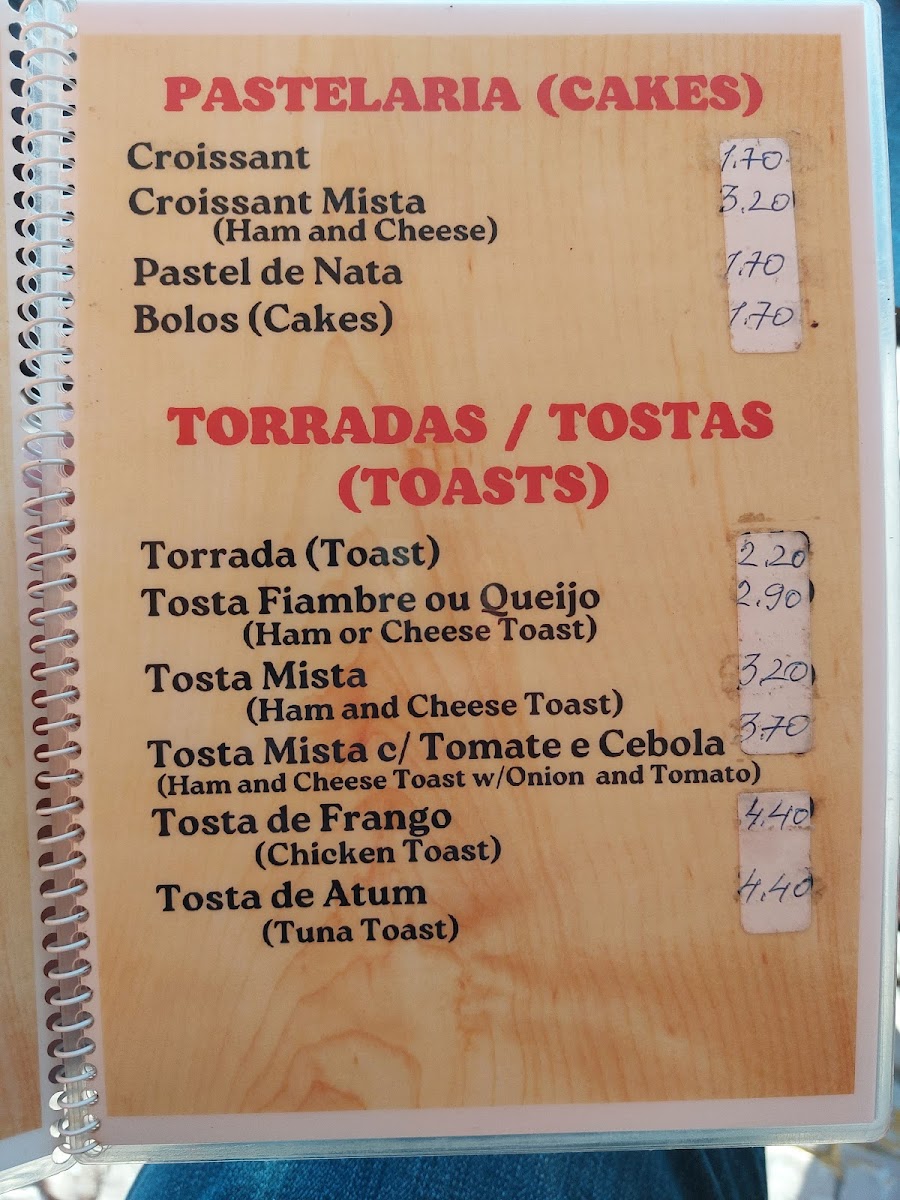 PASTELARIA (CAKES)
Croissant 1.70
Croissant Mista 3.20
(Ham and Cheese)
Pastel de Nata 1.70
Bolos (Cakes) 1.70
TORRADAS / TOSTAS
(TOASTS)
Torrada (Toast) 2.20
Tosta Fiambre ou Queijo 2.90
(Ham or Cheese Toast)
Tosta Mista 3.20
(Ham and Cheese Toast)
Tosta Mista c/ Tomate e Cebola 3.70
(Ham and Cheese Toast w/Onion and Tomato)
Tosta de Frango 4.40
(Chicken Toast)
Tosta de Atum 4.40
(Tuna Toast)